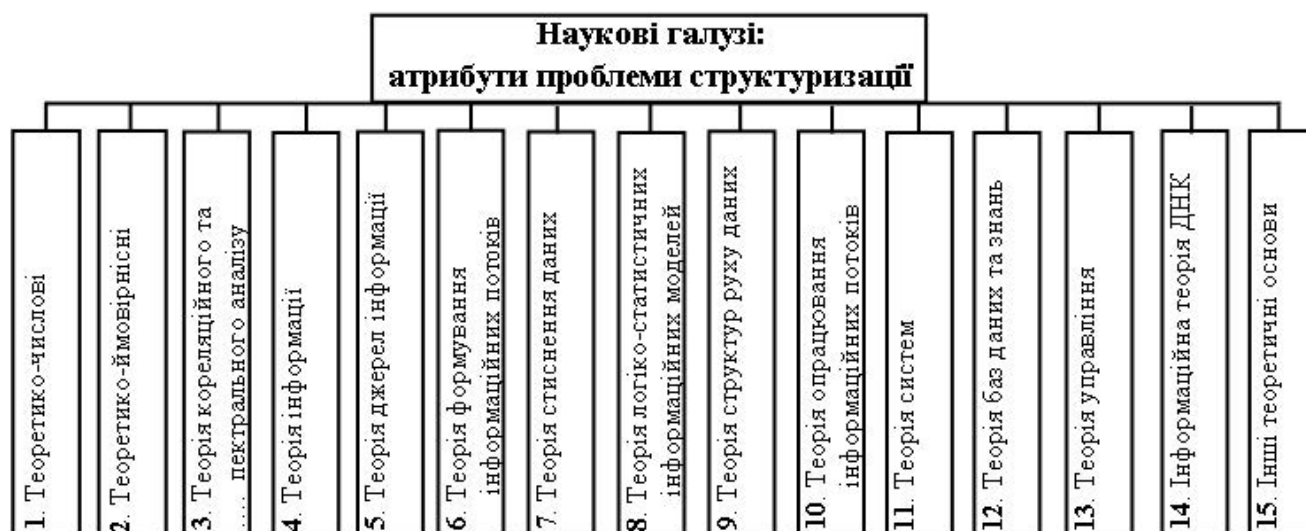 Наукові галузі:
атрибути проблеми структуризації
1. Теоретико-числові
2. Теоретико-ймовірнісні
3. Теорія кореляційного та
.... пектрального аналізу
4. Теорія інформації
5. Теорія джерел інформації
6. Теорія формування
інформаційних потоків
7. Теорія стиснення даних
8. Теорія логіко-статистичних
інформаційних моделей
9. Теорія структур руху даних
10. Теорія опрацювання
інформаційних потоків
11. Теорія систем
12. Теорія баз даних та знань
13. Теорія управління
14. Інформаційна теорія ДНК
15. Інші теоретичні основи